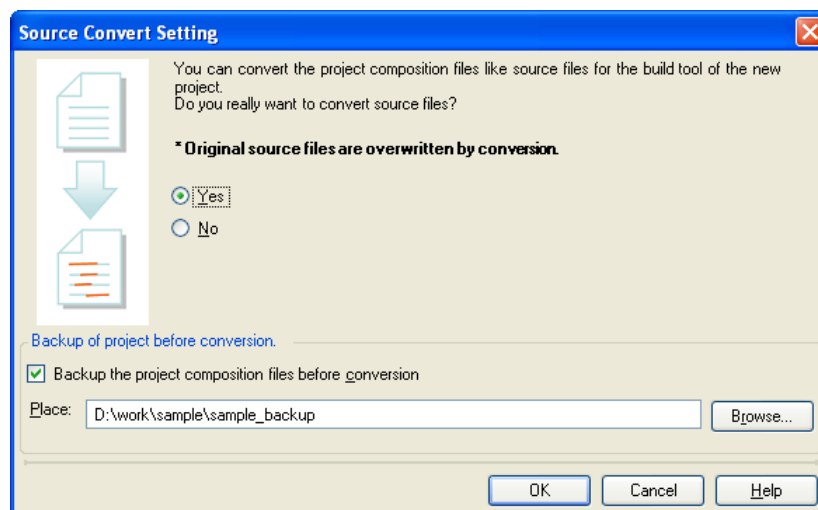 Source Convert Setting
You can convert the project composition files like source files for the build tool of the new
project.
Do you really want to convert source files?
* Original source files are overwritten by conversion.
Yes
No
Backup of project before conversion.
Backup the project composition files before conversion
Place: D:\work\sample\sample_backup Browse...
OK Cancel Help